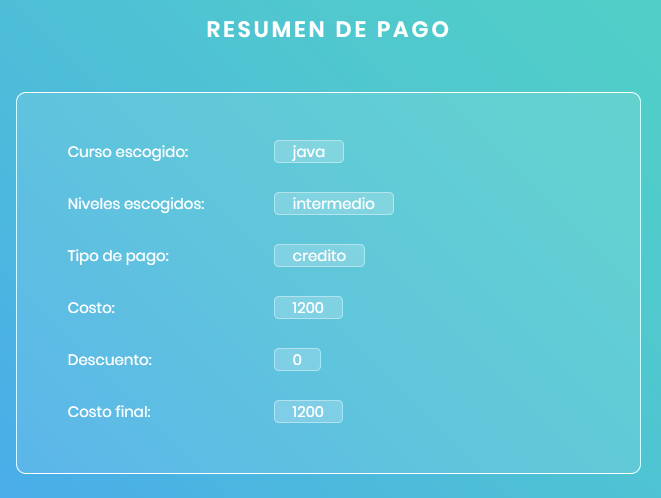 RESUMEN DE PAGO
Curso escogido: java
Niveles escogidos: intermedio
Tipo de pago: credito
Costo: 1200
Descuento: 0
Costo final: 1200